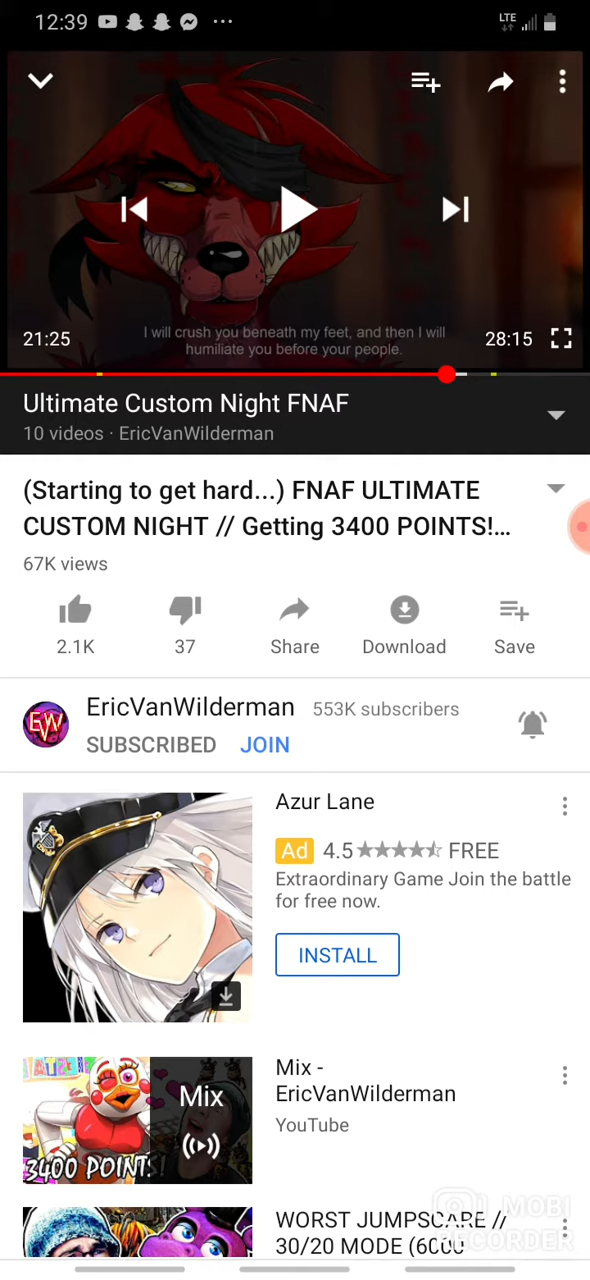 12:39 LTE
21:25
I will crush you beneath my feet, and then I will
humiliate you before your people.
28:15
Ultimate Custom Night FNAF
10 videos · EricVanWilderman
(Starting to get hard...) FNAF ULTIMATE
CUSTOM NIGHT // Getting 3400 POINTS!...
67K views
2.1K 37 Share Download Save
EW
EricVanWilderman 553K subscribers
SUBSCRIBED JOIN
Azur Lane
Ad 4.5 FREE
Extraordinary Game Join the battle
for free now.
INSTALL
Mix
3400 POINT
Mix -
EricVanWilderman
YouTube
WORST JUMPSCARE //
30/20 MODE (6000
MOBI
RECORDER